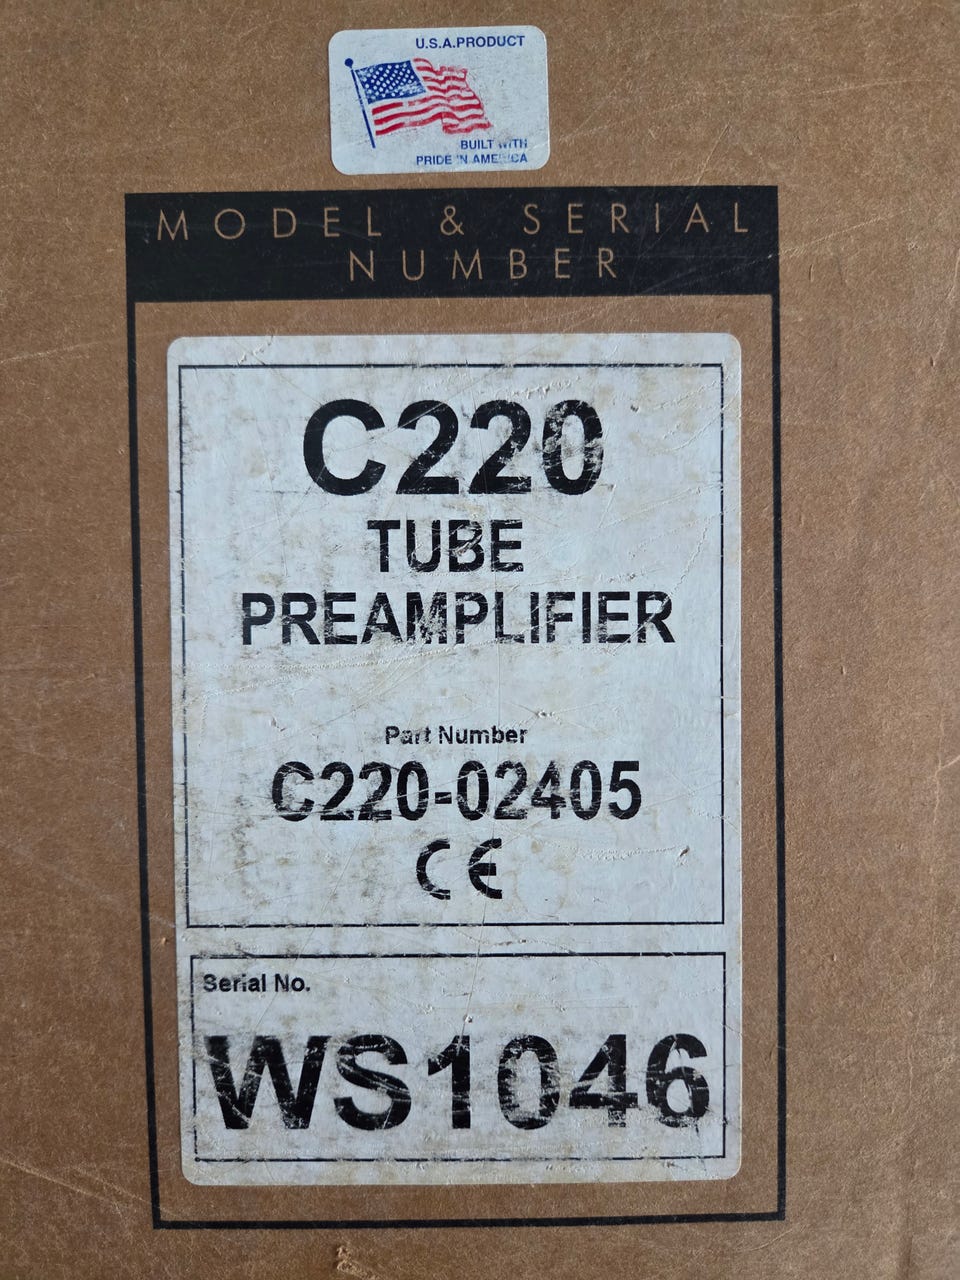 U.S.A.PRODUCT
BUILT WITH
PRIDE IN AMERICA
MODEL & SERIAL
NUMBER
C220
TUBE
PREAMPLIFIER
Part Number
C220-02405
CE
Serial No.
WS1046